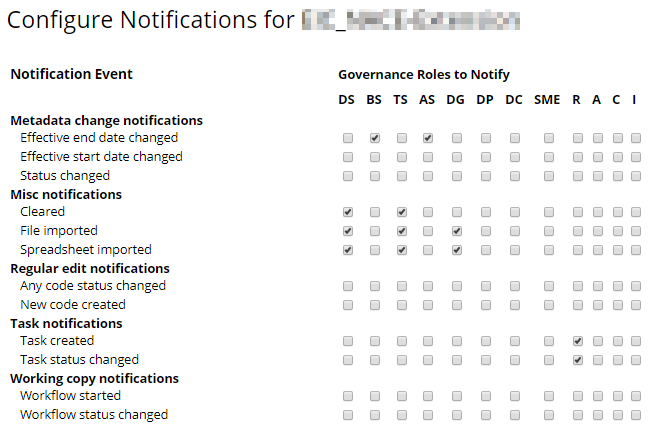 Configure Notifications for
Notification Event
Governance Roles to Notify
DS BS TS AS DG DP DC SME R A C I
Metadata change notifications
Effective end date changed
Effective start date changed
Status changed
Misc notifications
Cleared
File imported
Spreadsheet imported
Regular edit notifications
Any code status changed
New code created
Task notifications
Task created
Task status changed
Working copy notifications
Workflow started
Workflow status changed